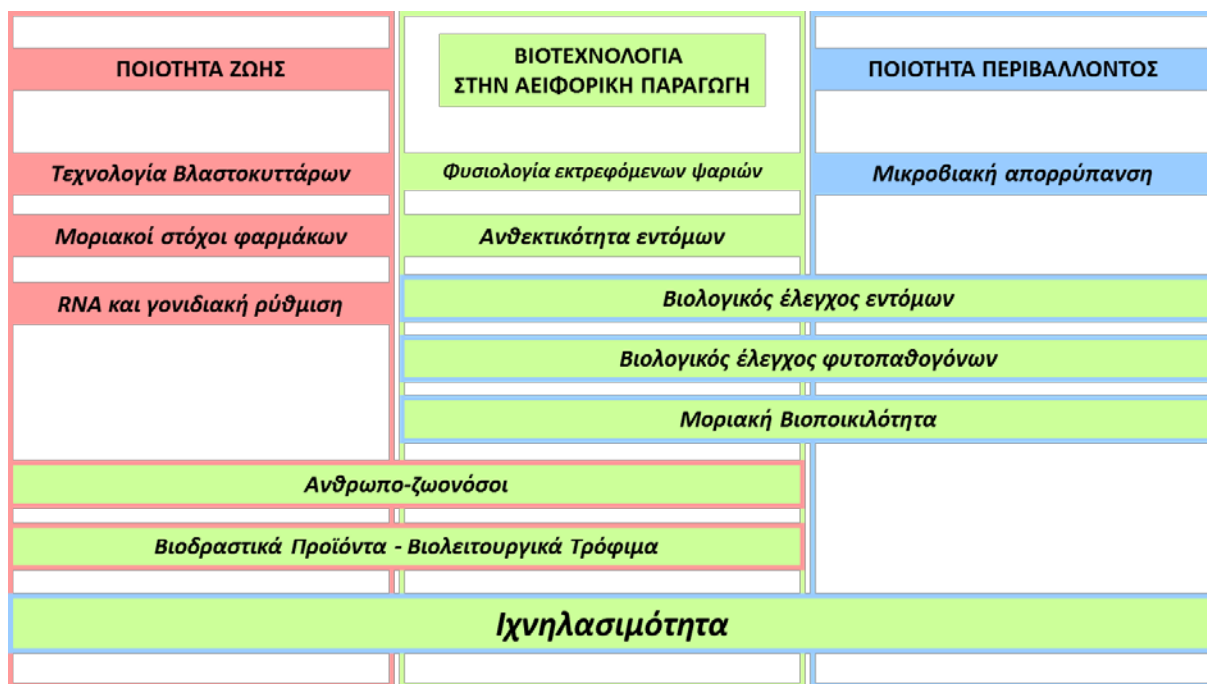 ΠΟΙΟΤΗΤΑ ΖΩΗΣ
ΒΙΟΤΕΧΝΟΛΟΓΙΑ
ΣΤΗΝ ΑΕΙΦΟΡΙΚΗ ΠΑΡΑΓΩΓΗ
ΠΟΙΟΤΗΤΑ ΠΕΡΙΒΑΛΛΟΝΤΟΣ
Τεχνολογία Βλαστοκυττάρων
Φυσιολογία εκτρεφόμενων ψαριών
Μικροβιακή απορρύπανση
Μοριακοί στόχοι φαρμάκων
Ανθεκτικότητα εντόμων
RNA και γονιδιακή ρύθμιση
Βιολογικός έλεγχος εντόμων
Βιολογικός έλεγχος φυτοπαθογόνων
Μοριακή Βιοποικιλότητα
Ανθρωπο-ζωονόσοι
Βιοδραστικά Προϊόντα - Βιολειτουργικά Τρόφιμα
Ιχνηλασιμότητα